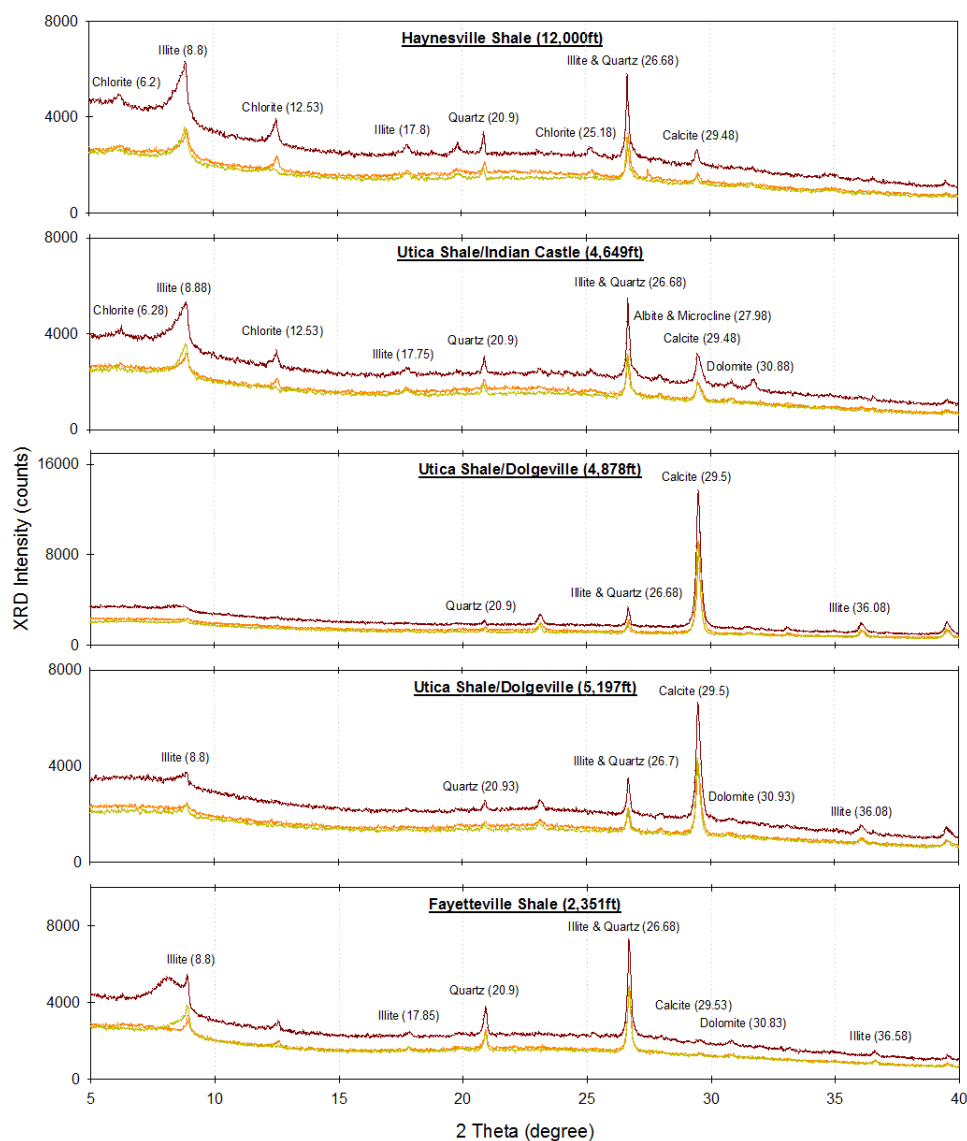 XRD Intensity (counts)
8000
4000
0
Haynesville Shale (12,000ft)
Illite (8.8)
Illite & Quartz (26.68)
Chlorite (6.2)
Chlorite (12.53)
Quartz (20.9)
Illite (17.8)
Chlorite (25.18)
Calcite (29.48)
8000
4000
0
Utica Shale/Indian Castle (4,649ft)
Illite (8.88)
Illite & Quartz (26.68)
Chlorite (6.28)
Albite & Microcline (27.98)
Chlorite (12.53)
Quartz (20.9)
Calcite (29.48)
Illite (17.75)
Dolomite (30.88)
16000
8000
0
Utica Shale/Dolgeville (4,878ft)
Calcite (29.5)
Quartz (20.9)
Illite & Quartz (26.68)
Illite (36.08)
8000
4000
0
Utica Shale/Dolgeville (5,197ft)
Calcite (29.5)
Illite (8.8)
Illite & Quartz (26.7)
Quartz (20.93)
Dolomite (30.93)
Illite (36.08)
8000
4000
0
Fayetteville Shale (2,351ft)
Illite & Quartz (26.68)
Illite (8.8)
Quartz (20.9)
Illite (17.85)
Calcite (29.53)
Dolomite (30.83)
Illite (36.58)
5 10 15 20 25 30 35 40
2 Theta (degree)